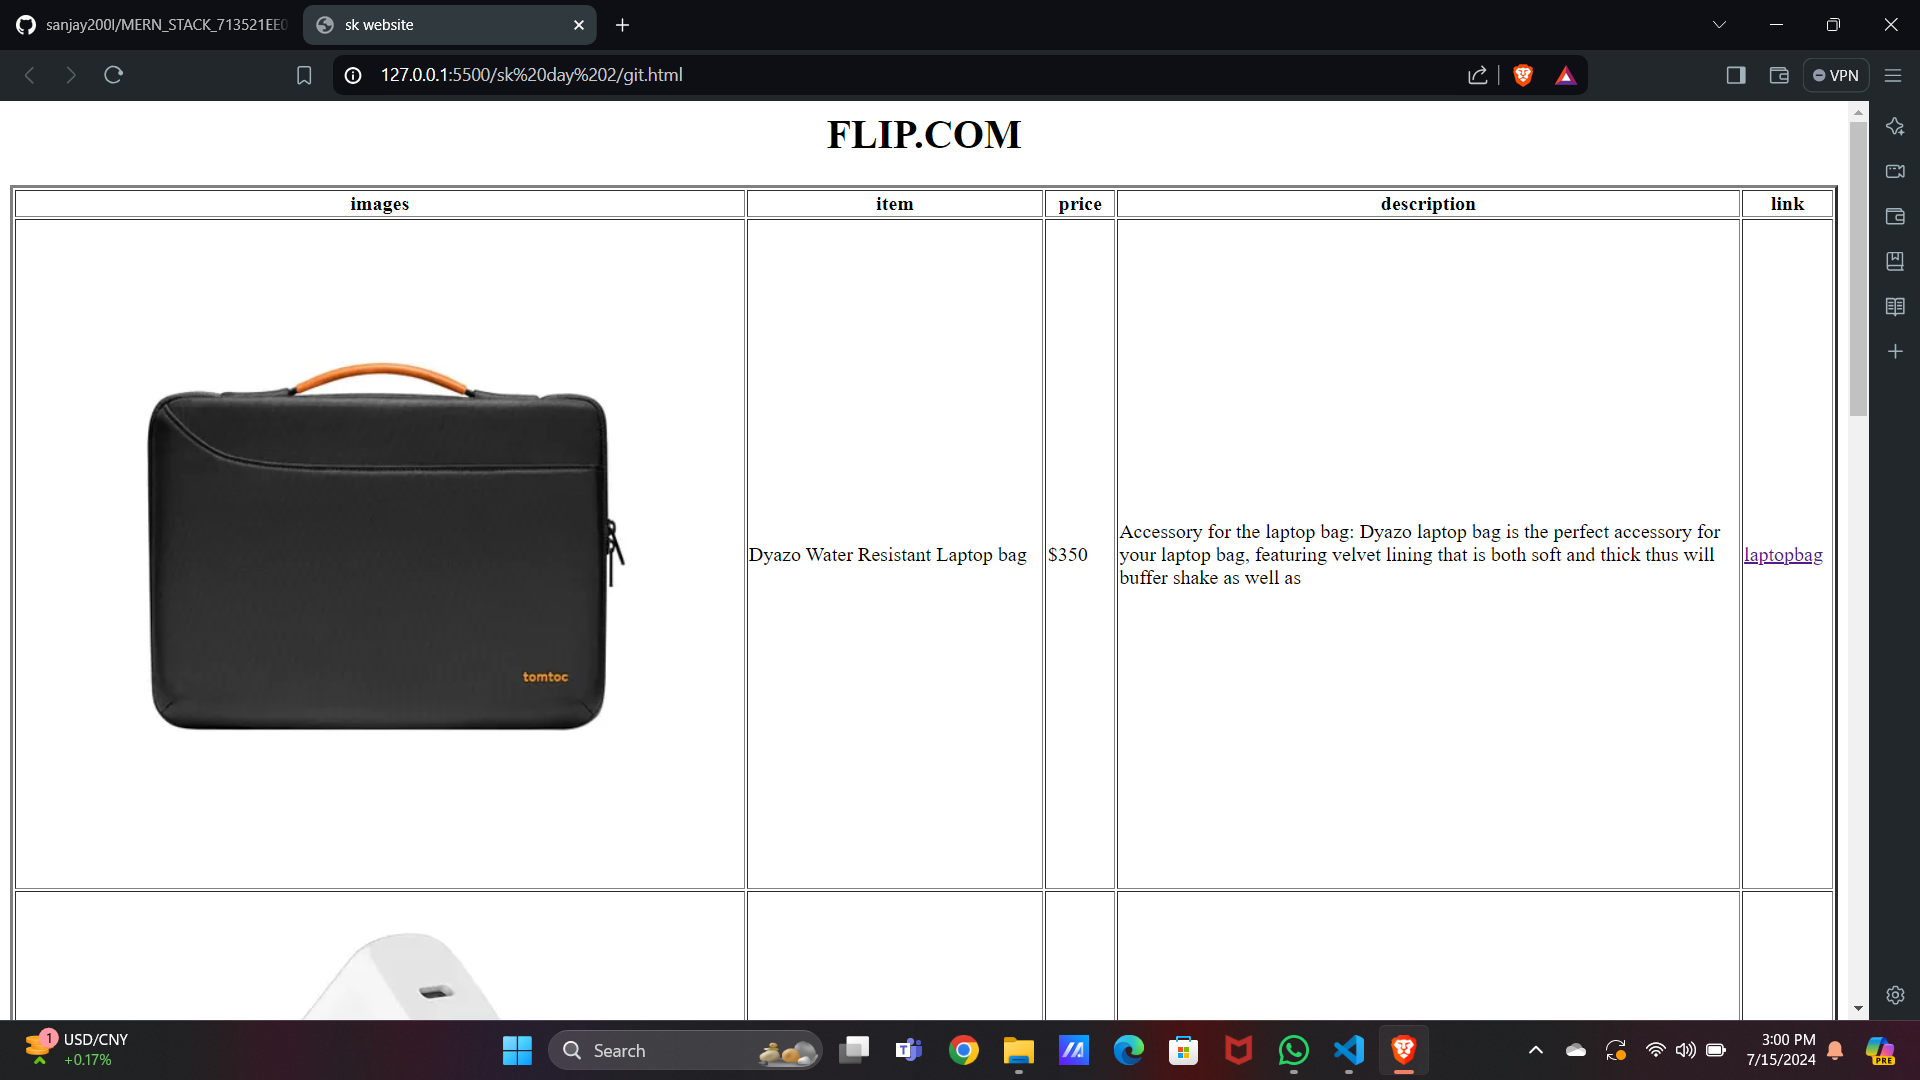 sanjay200l/MERN_STACK_713521EE0
sk website
127.0.0.1:5500/sk%20day%202/git.html
VPN
FLIP.COM
images item price description link
tomtoc
Dyazo Water Resistant Laptop bag
$350
Accessory for the laptop bag: Dyazo laptop bag is the perfect accessory for
your laptop bag, featuring velvet lining that is both soft and thick thus will
buffer shake as well as
laptopbag
1
USD/CNY
+0.17%
Search
3:00 PM
7/15/2024
PRE